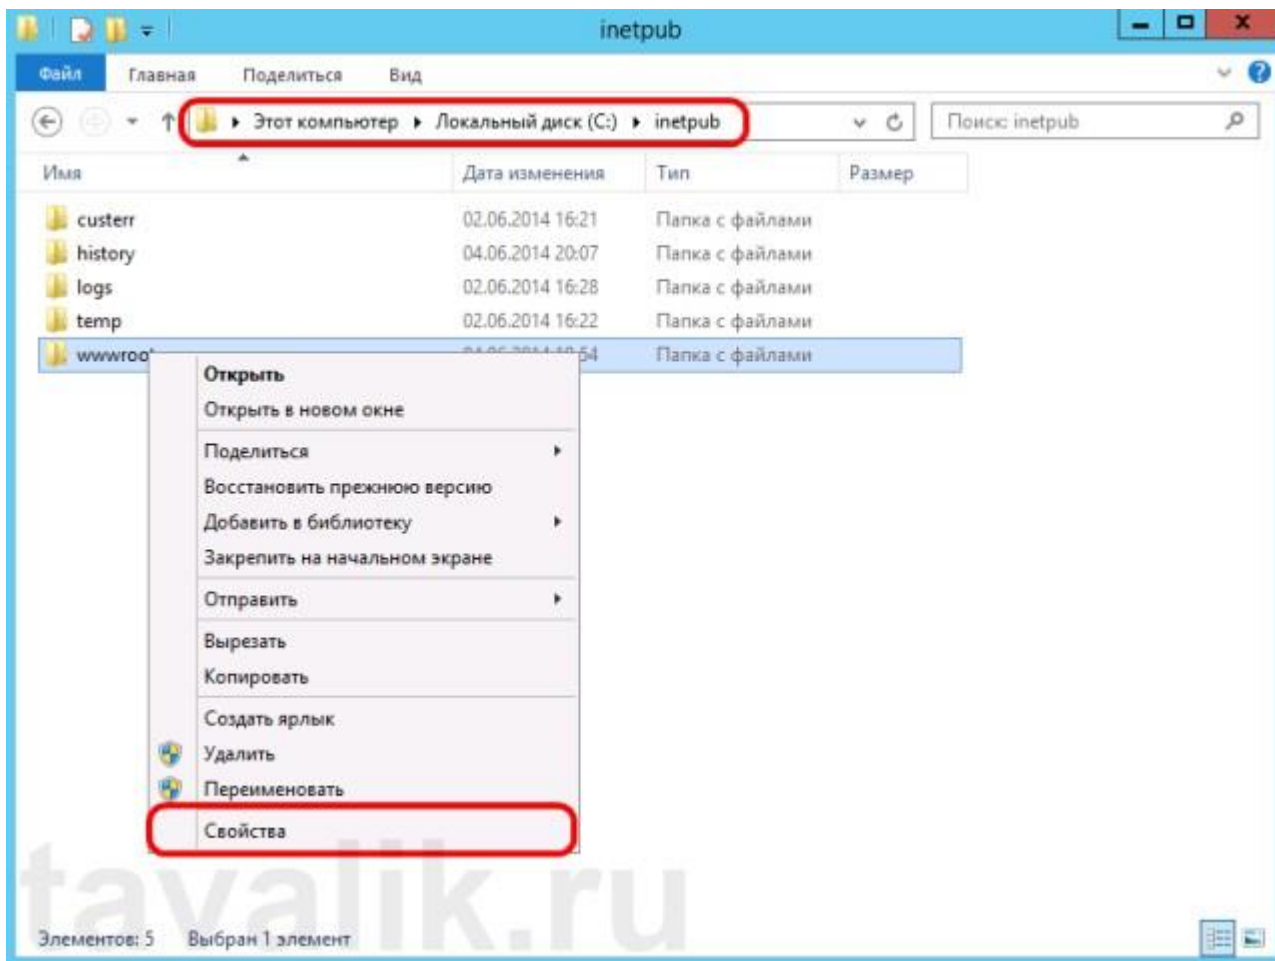 inetpub
Файл Главная Поделиться Вид
Этот компьютер Локальный диск (C:) inetpub Поиск: inetpub
Имя Дата изменения Тип Размер
custerr 02.06.2014 16:21 Папка с файлами
history 04.06.2014 20:07 Папка с файлами
logs 02.06.2014 16:28 Папка с файлами
temp 02.06.2014 16:22 Папка с файлами
wwwroot Папка с файлами
Открыть
Открыть в новом окне
Поделиться
Восстановить прежнюю версию
Добавить в библиотеку
Закрепить на начальном экране
Отправить
Вырезать
Копировать
Создать ярлык
Удалить
Переименовать
Свойства
tavalik.ru
Элементов: 5 Выбран 1 элемент